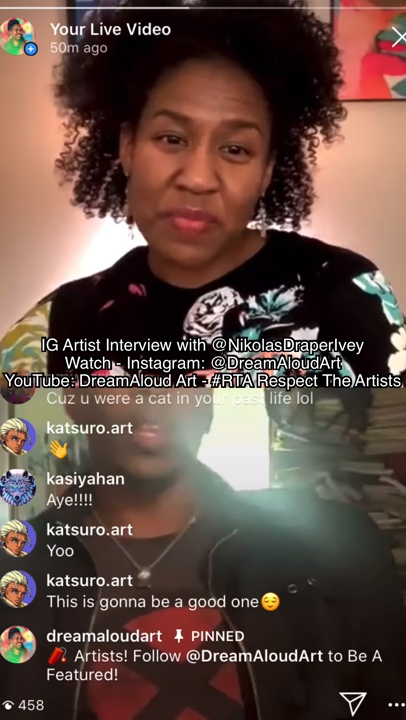 Your Live Video
50m ago
IG Artist Interview with @NikolasDraperIvey
Watch - Instagram: @DreamAloudArt
YouTube: DreamAloud Art - #RTA Respect The Artists
Cuz u were a cat in your past life lol
katsuro.art
👋
kasiyahan
Aye!!!!
katsuro.art
Yoo
katsuro.art
This is gonna be a good one😌
dreamaloudart PINNED
🧨 Artists! Follow @DreamAloudArt to Be A
Featured!
458